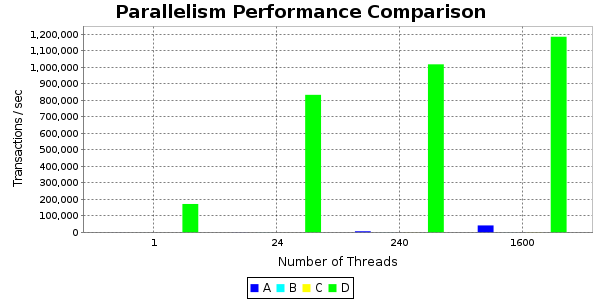 Parallelism Performance Comparison
1,200,000
1,100,000
1,000,000
900,000
800,000
700,000
600,000
500,000
400,000
300,000
200,000
100,000
0
Transactions / sec
1 24 240 1600
Number of Threads
A B C D